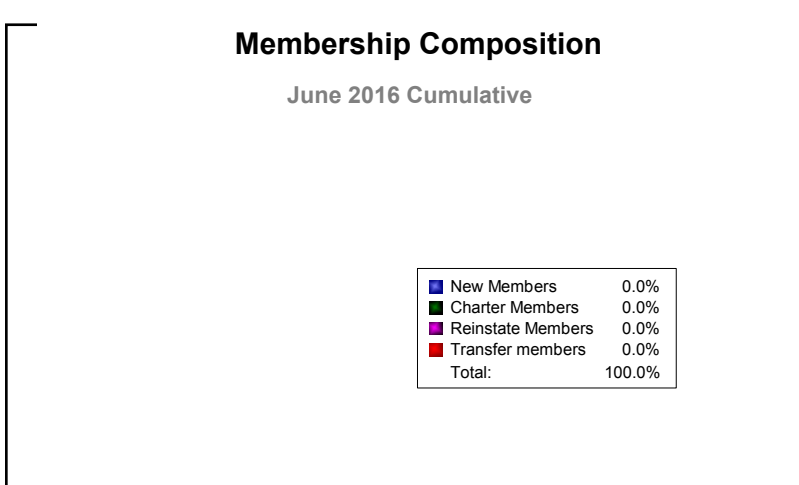 Membership Composition
June 2016 Cumulative
New Members 0.0%
Charter Members 0.0%
Reinstate Members 0.0%
Transfer members 0.0%
Total: 100.0%